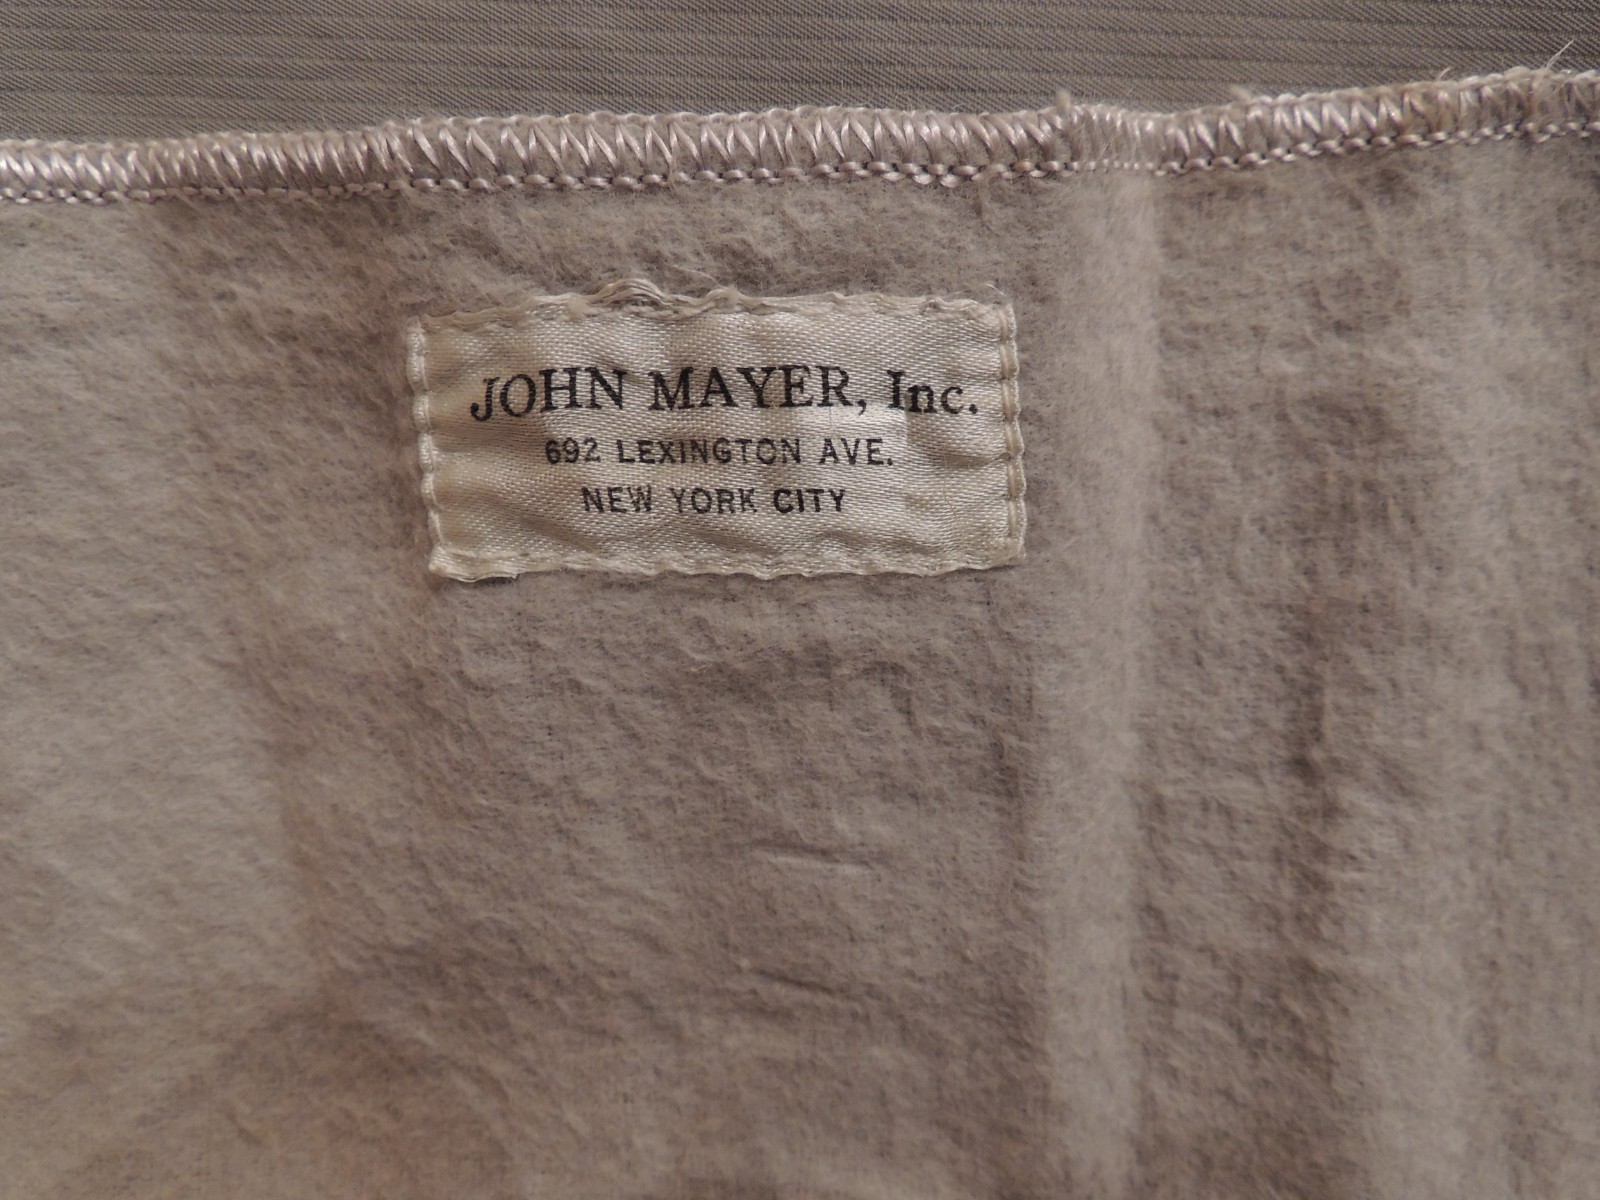 JOHN MAYER, Inc.
692 LEXINGTON AVE.
NEW YORK CITY